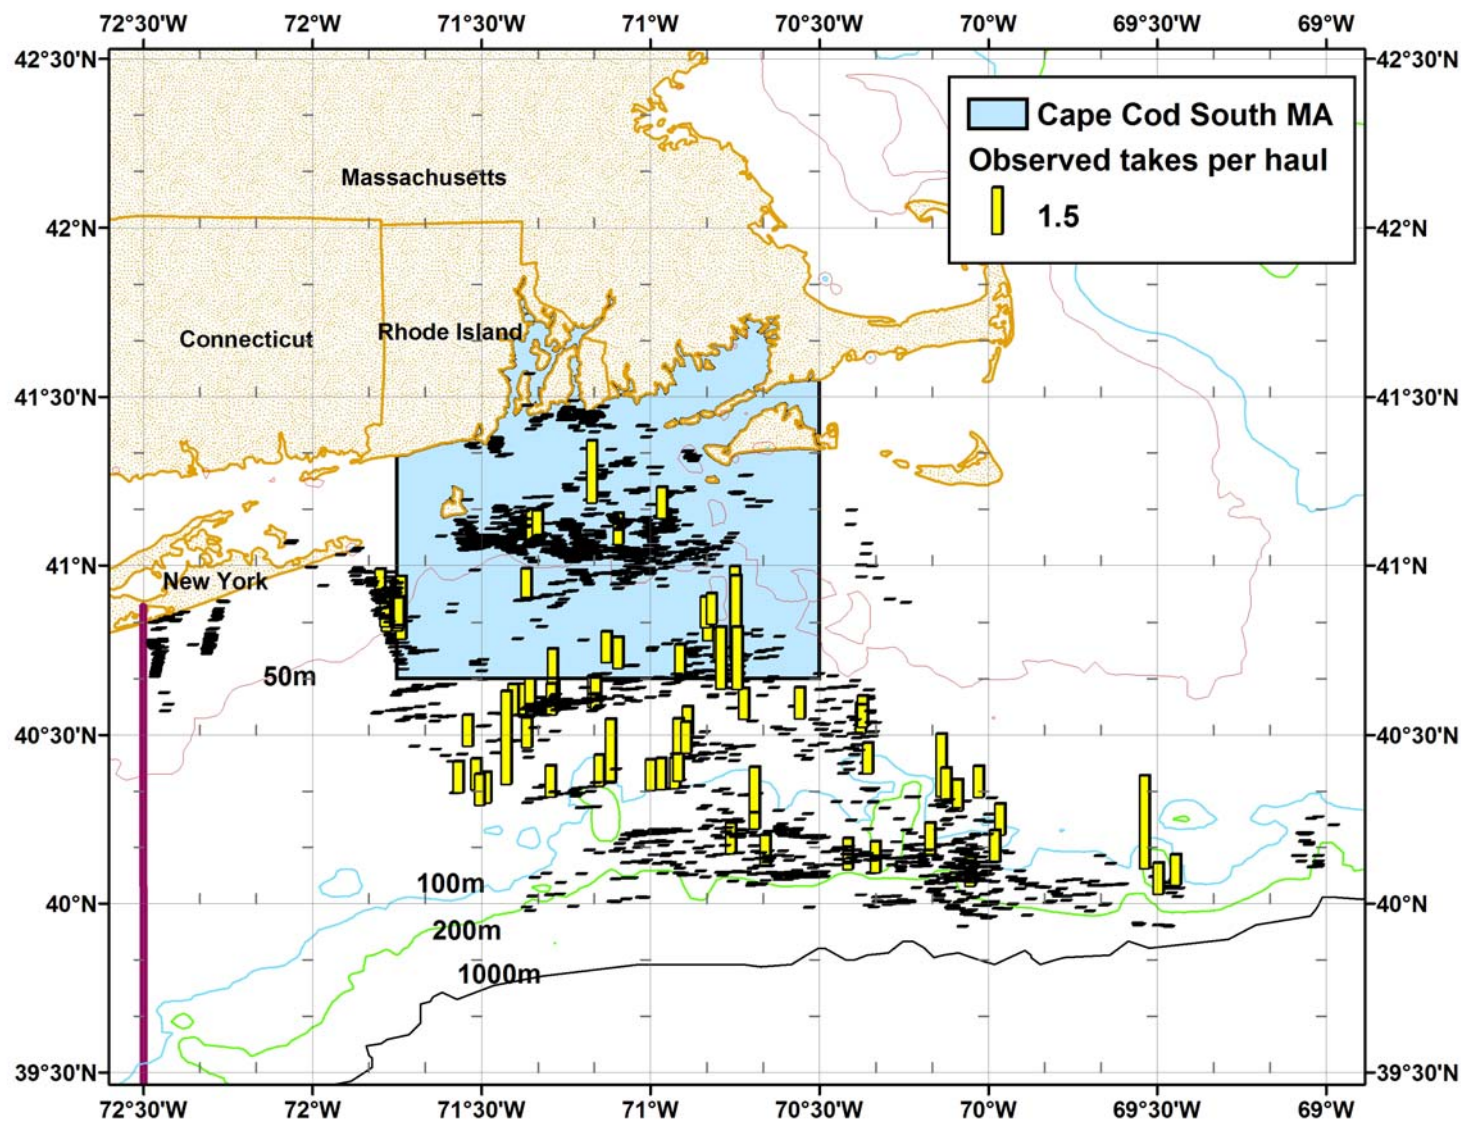 72°30'W 72°W 71°30'W 71°W 70°30'W 70°W 69°30'W 69°W
42°30'N 42°30'N
Cape Cod South MA
Observed takes per haul
1.5
Massachusetts
42°N 42°N
Connecticut Rhode Island
41°30'N 41°30'N
41°N 41°N
New York
50m
40°30'N 40°30'N
100m
40°N 40°N
200m
1000m
39°30'N 39°30'N
72°30'W 72°W 71°30'W 71°W 70°30'W 70°W 69°30'W 69°W